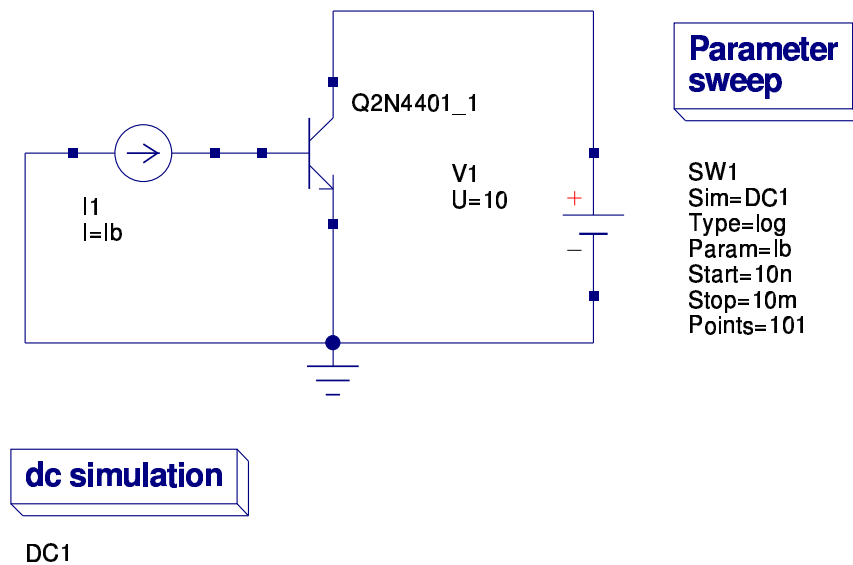 Parameter
sweep
Q2N4401_1
V1
U=10
I1
I=Ib
+
−
SW1
Sim=DC1
Type=log
Param=Ib
Start=10n
Stop=10m
Points=101
dc simulation
DC1